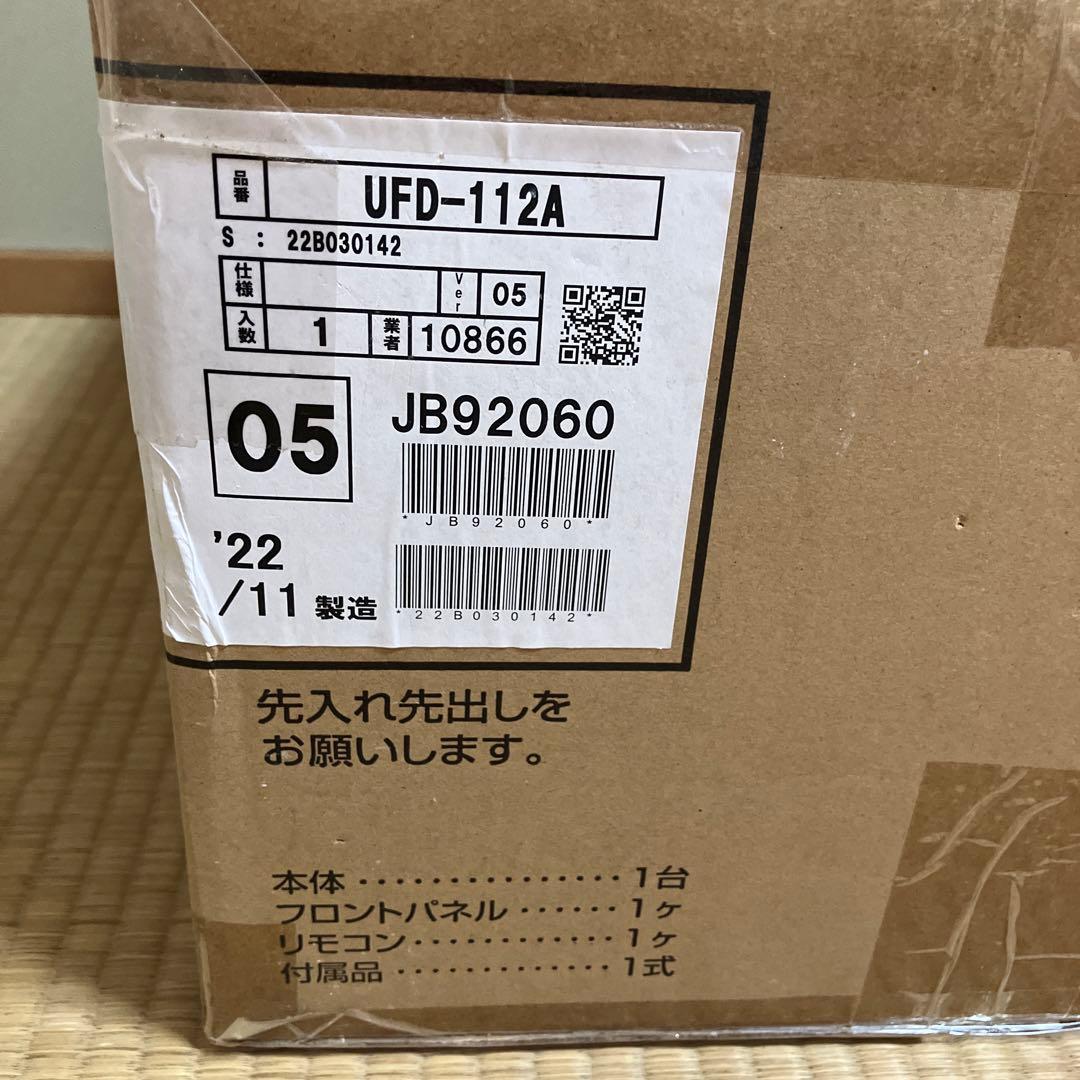 品番 UFD-112A
S : 22B030142
仕様 Ver 05
入数 1 業者 10866
05
JB92060
*JB92060*
'22
/11 製造
*22B030142*
先入れ先出しを
お願いします。
本体・・・・・・・・・・・・・・・1台
フロントパネル・・・・・・1ヶ
リモコン・・・・・・・・・・・・1ヶ
付属品・・・・・・・・・・・・・1式